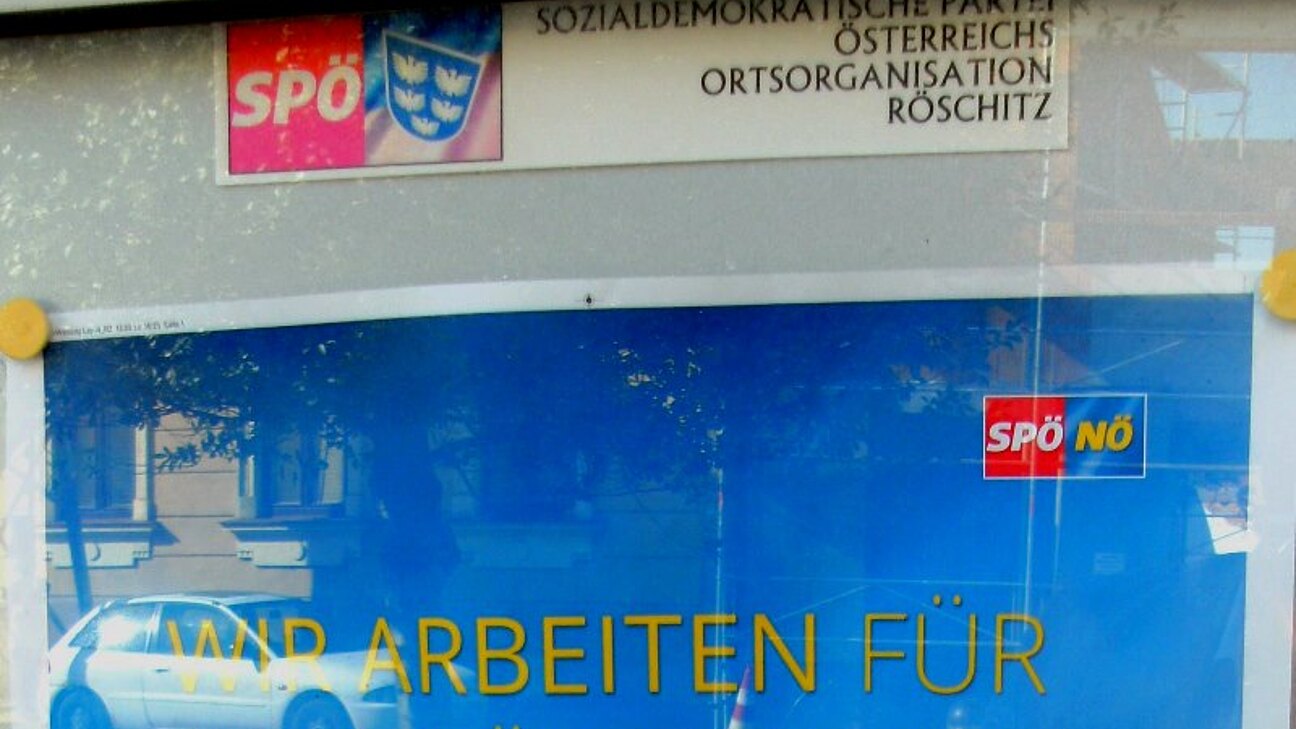 SPÖ
SOZIALDEMOKRATISCHE PARTEI
ÖSTERREICHS
ORTSORGANISATION
RÖSCHITZ
SPÖ NÖ
WIR ARBEITEN FÜR